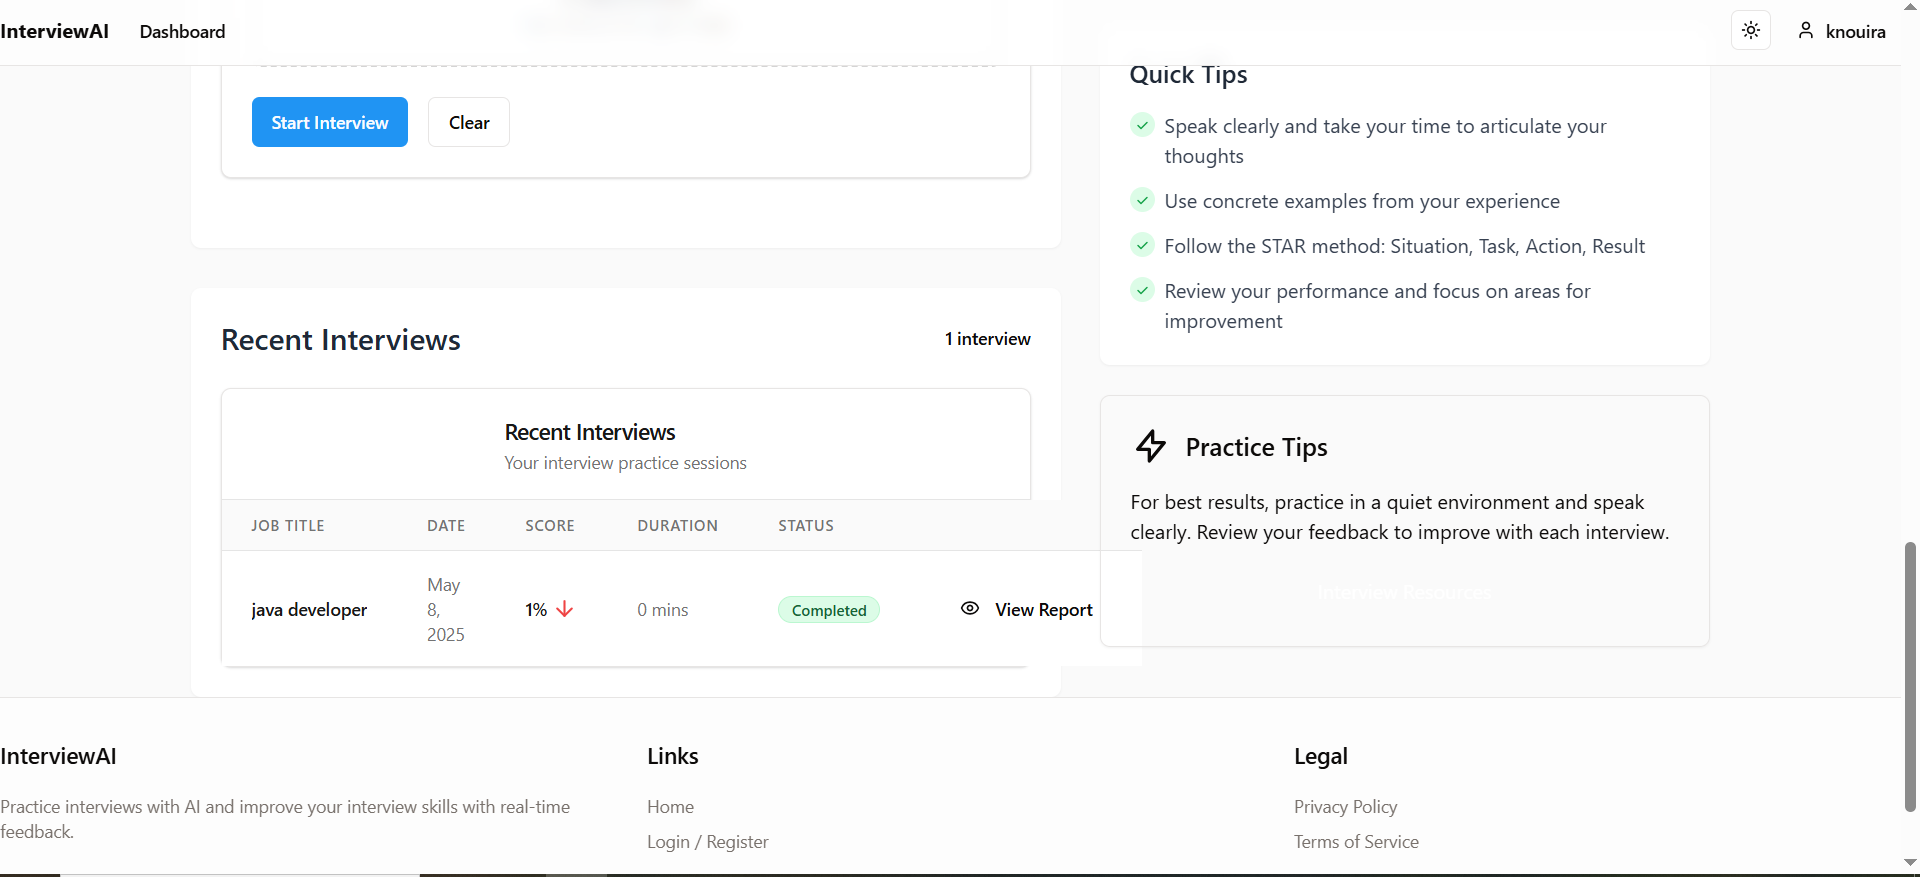 InterviewAI
Dashboard
knouira
Start Interview
Clear
Quick Tips
Speak clearly and take your time to articulate your
thoughts
Use concrete examples from your experience
Follow the STAR method: Situation, Task, Action, Result
Review your performance and focus on areas for
improvement
Recent Interviews
1 interview
Recent Interviews
Your interview practice sessions
JOB TITLE DATE SCORE DURATION STATUS
java developer
May
8,
2025
1%
0 mins
Completed
View Report
Practice Tips
For best results, practice in a quiet environment and speak
clearly. Review your feedback to improve with each interview.
Interview Resources
InterviewAI
Practice interviews with AI and improve your interview skills with real-time
feedback.
Links
Home
Login / Register
Legal
Privacy Policy
Terms of Service